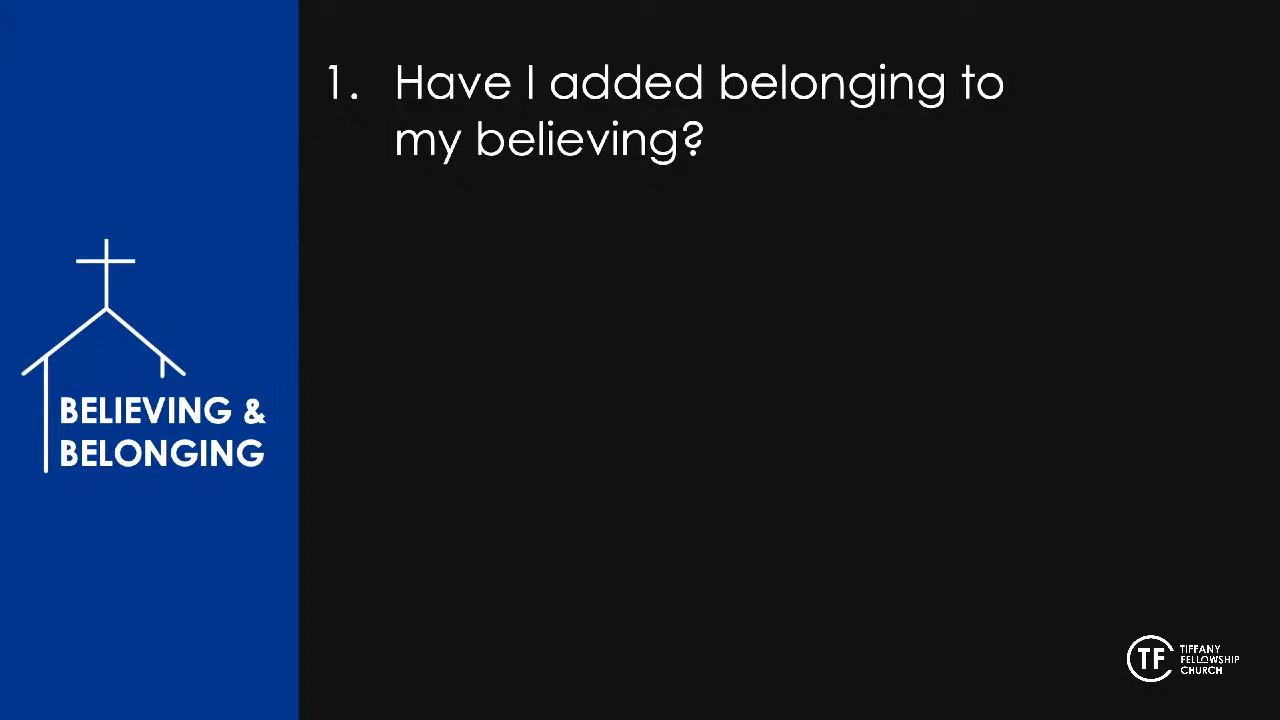 1. Have I added belonging to
my believing?
BELIEVING &
BELONGING
TF
TIFFANY
FELLOWSHIP
CHURCH